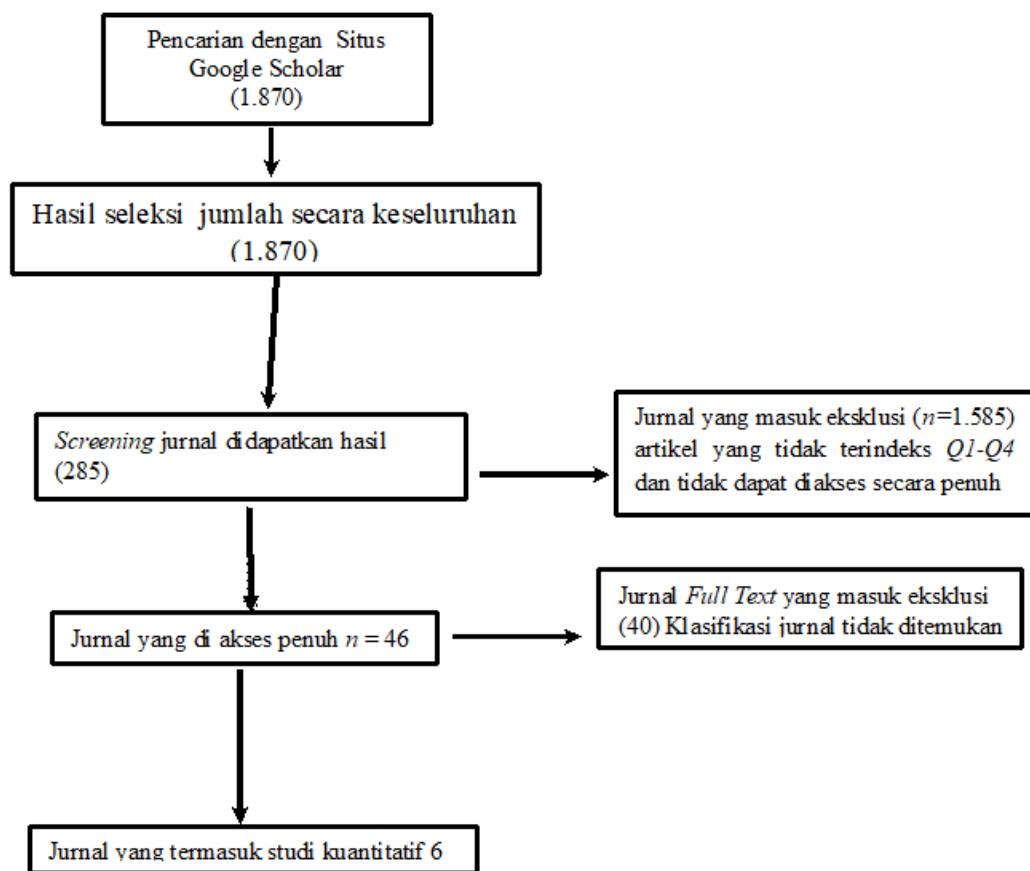 Pencarian dengan Situs
Google Scholar
(1.870)
Hasil seleksi jumlah secara keseluruhan
(1.870)
Screening jurnal didapatkan hasil
(285)
Jurnal yang masuk eksklusi (n=1.585)
artikel yang tidak terindeks Q1-Q4
dan tidak dapat diakses secara penuh
Jurnal yang di akses penuh n = 46
Jurnal Full Text yang masuk eksklusi
(40) Klasifikasi jurnal tidak ditemukan
Jurnal yang termasuk studi kuantitatif 6